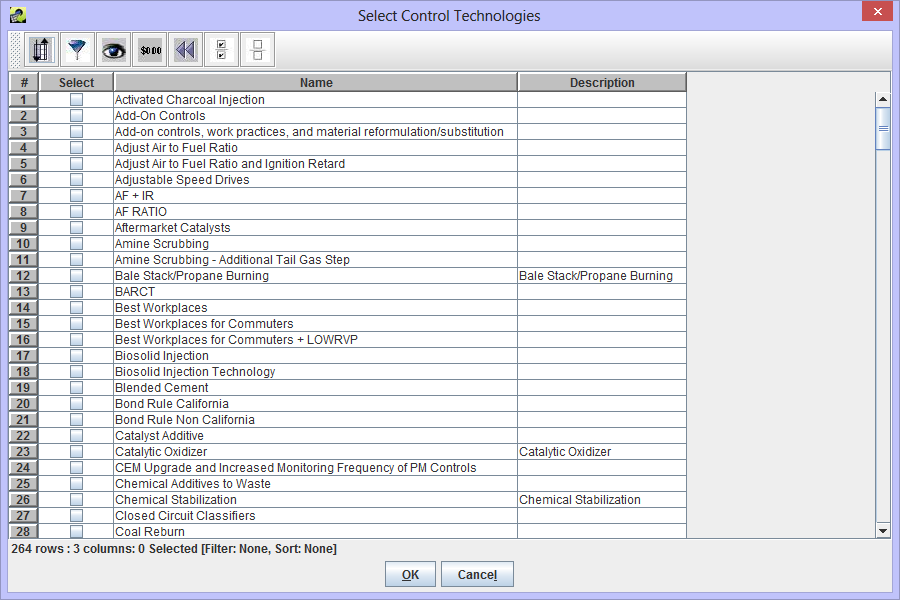 Select Control Technologies
$000
# Select Name Description
1 Activated Charcoal Injection
2 Add-On Controls
3 Add-on controls, work practices, and material reformulation/substitution
4 Adjust Air to Fuel Ratio
5 Adjust Air to Fuel Ratio and Ignition Retard
6 Adjustable Speed Drives
7 AF + IR
8 AF RATIO
9 Aftermarket Catalysts
10 Amine Scrubbing
11 Amine Scrubbing - Additional Tail Gas Step
12 Bale Stack/Propane Burning Bale Stack/Propane Burning
13 BARCT
14 Best Workplaces
15 Best Workplaces for Commuters
16 Best Workplaces for Commuters + LOWRVP
17 Biosolid Injection
18 Biosolid Injection Technology
19 Blended Cement
20 Bond Rule California
21 Bond Rule Non California
22 Catalyst Additive
23 Catalytic Oxidizer Catalytic Oxidizer
24 CEM Upgrade and Increased Monitoring Frequency of PM Controls
25 Chemical Additives to Waste
26 Chemical Stabilization Chemical Stabilization
27 Closed Circuit Classifiers
28 Coal Reburn
264 rows : 3 columns: 0 Selected [Filter: None, Sort: None]
OK Cancel